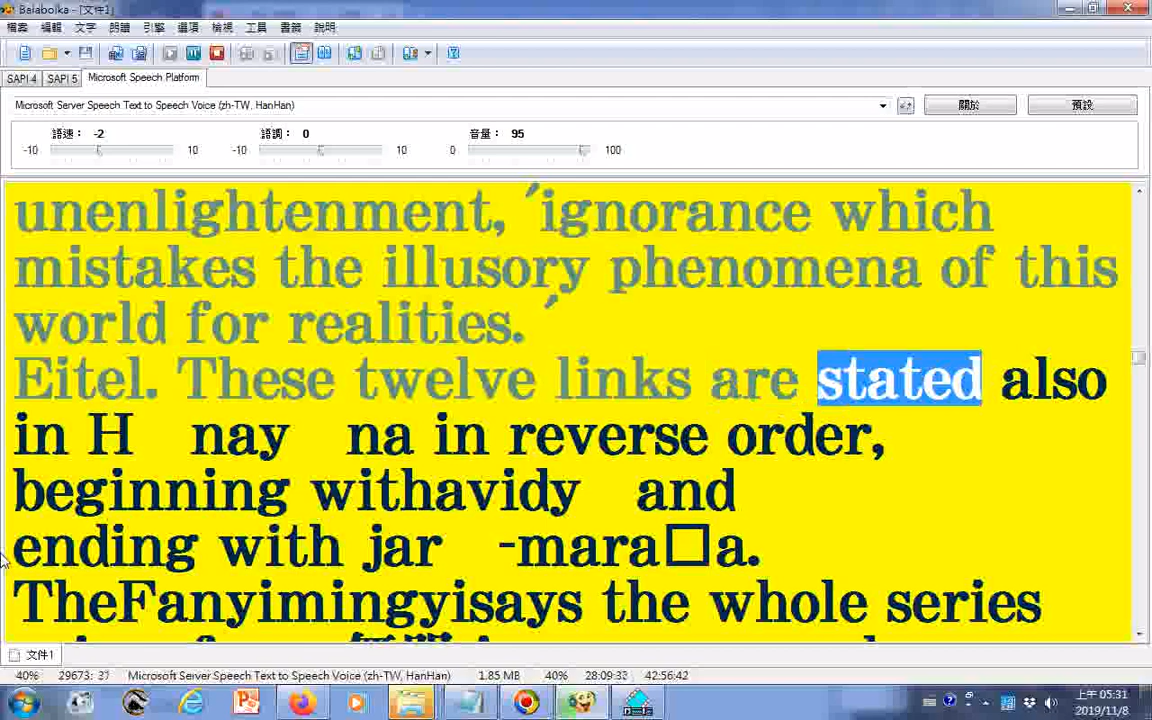 Balabolka - [文件1]
檔案 編輯 文字 朗讀 引擎 選項 檢視 工具 書籤 說明
SAPI 4 SAPI 5 Microsoft Speech Platform
Microsoft Server Speech Text to Speech Voice (zh-TW, HanHan) 關於 預設
語速： -2 語調： 0 音量： 95
-10 10 -10 10 0 100
unenlightenment, ′ignorance which
mistakes the illusory phenomena of this
world for realities. ′
Eitel. These twelve links are stated also
in H nay na in reverse order,
beginning withavidy and
ending with jar -mara□a.
TheFanyimingyisays the whole series
文件1
40% 29673: 37 Microsoft Server Speech Text to Speech Voice (zh-TW, HanHan) 1.85 MB 40% 28:09:33 42:56:42
上午 05:31
2019/11/8